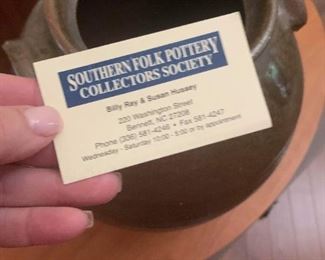 SOUTHERN FOLK POTTERY
COLLECTORS SOCIETY
Billy Ray & Susan Hussey
220 Washington Street
Bennett, NC 27208
Phone (336) 581-4246 • Fax 581-4247
Wednesday - Saturday 10:00 - 5:00 or by appointment